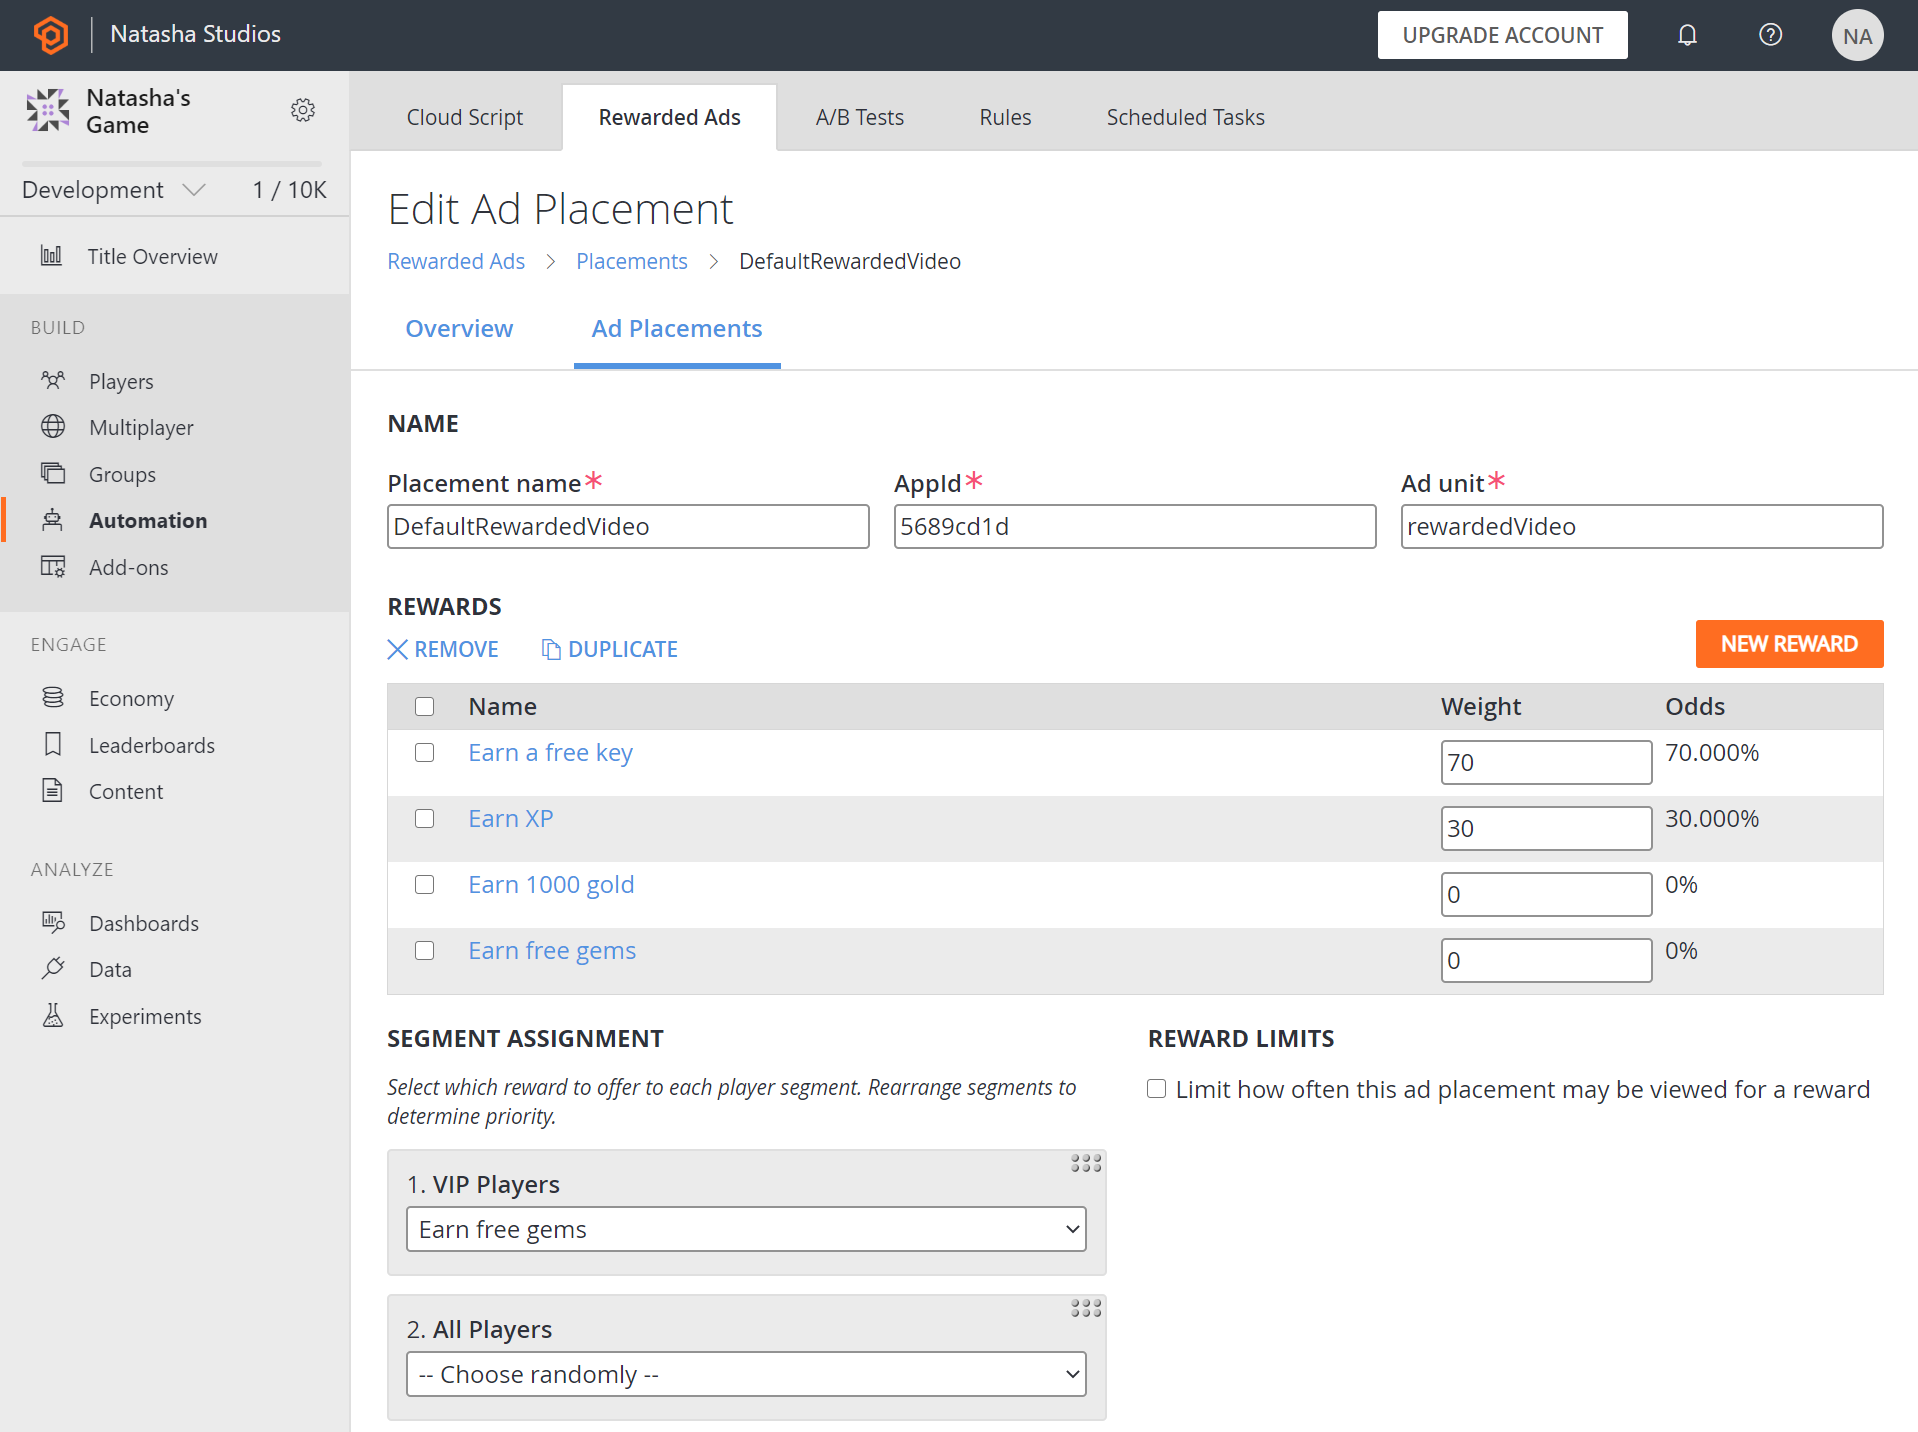 Natasha Studios
UPGRADE ACCOUNT
NA
Natasha's
Game
Development
1 / 10K
Title Overview
BUILD
Players
Multiplayer
Groups
Automation
Add-ons
ENGAGE
Economy
Leaderboards
Content
ANALYZE
Dashboards
Data
Experiments
Cloud Script
Rewarded Ads
A/B Tests
Rules
Scheduled Tasks
Edit Ad Placement
Rewarded Ads > Placements > DefaultRewardedVideo
Overview
Ad Placements
NAME
Placement name*
AppId*
Ad unit*
DefaultRewardedVideo
5689cd1d
rewardedVideo
REWARDS
REMOVE
DUPLICATE
NEW REWARD
Name Weight Odds
Earn a free key 70 70.000%
Earn XP 30 30.000%
Earn 1000 gold 0 0%
Earn free gems 0 0%
SEGMENT ASSIGNMENT
Select which reward to offer to each player segment. Rearrange segments to
determine priority.
1. VIP Players
Earn free gems
2. All Players
-- Choose randomly --
REWARD LIMITS
Limit how often this ad placement may be viewed for a reward